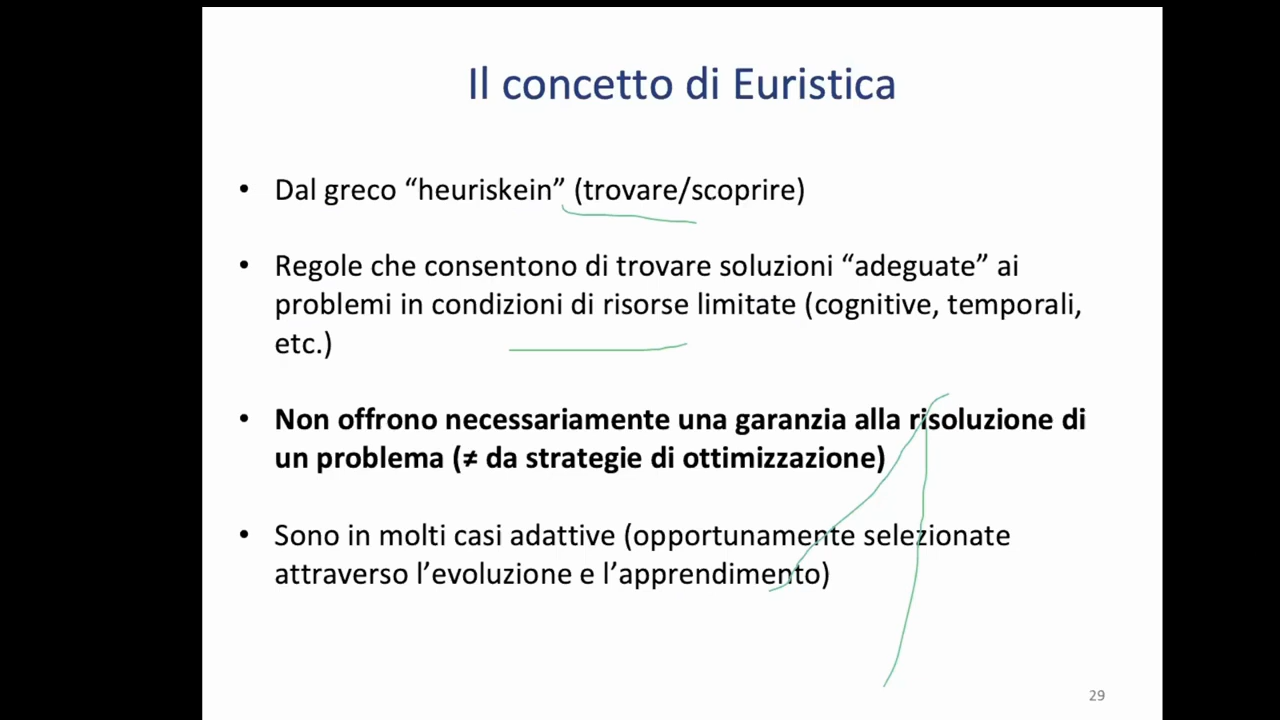 Il concetto di Euristica
• Dal greco “heuriskein” (trovare/scoprire)
• Regole che consentono di trovare soluzioni “adeguate” ai
problemi in condizioni di risorse limitate (cognitive, temporali,
etc.)
• Non offrono necessariamente una garanzia alla risoluzione di
un problema (≠ da strategie di ottimizzazione)
• Sono in molti casi adattive (opportunamente selezionate
attraverso l’evoluzione e l’apprendimento)
29